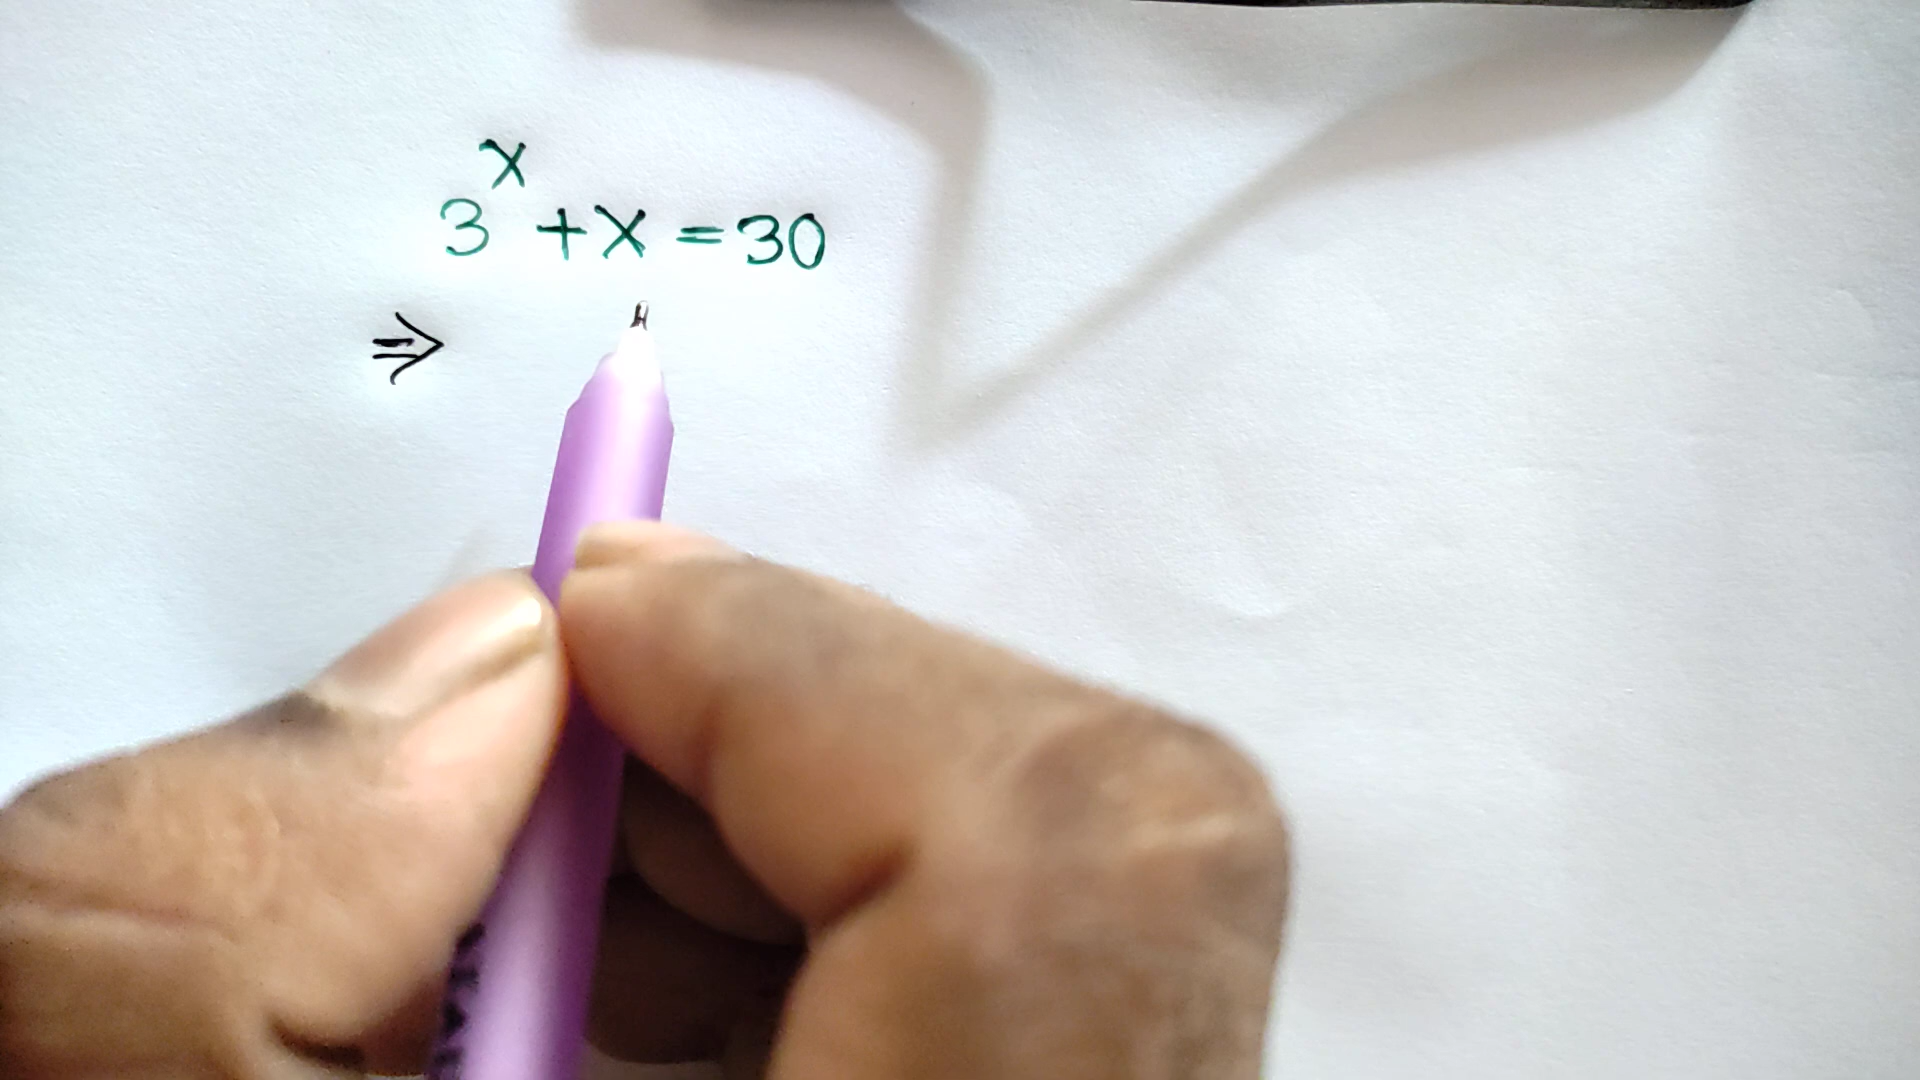 3^x + x = 30
⇒